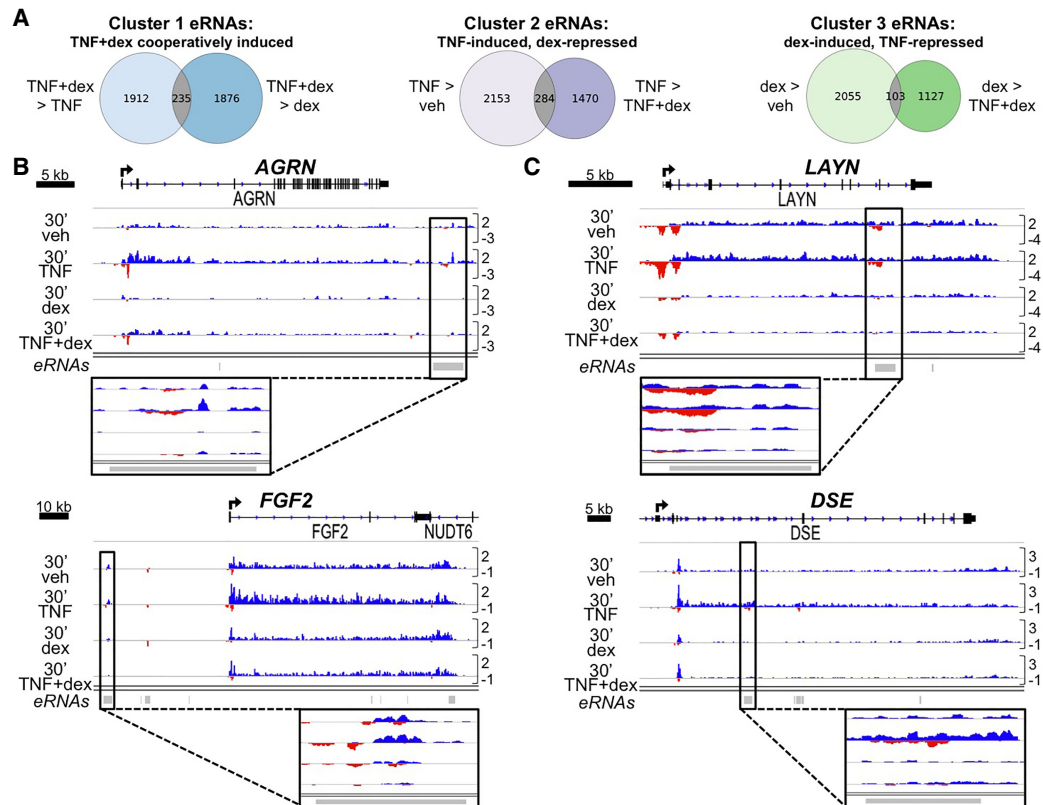 A
Cluster 1 eRNAs:
TNF+dex cooperatively induced
TNF+dex > TNF
1912
235
1876
TNF+dex > dex
Cluster 2 eRNAs:
TNF-induced, dex-repressed
TNF > veh
2153
284
1470
TNF > TNF+dex
Cluster 3 eRNAs:
dex-induced, TNF-repressed
dex > veh
2055
103
1127
dex > TNF+dex
B
5 kb
AGRN
AGRN
30' veh
2
-3
30' TNF
2
-3
30' dex
2
-3
30' TNF+dex
2
-3
eRNAs
10 kb
FGF2
FGF2
NUDT6
30' veh
2
-1
30' TNF
2
-1
30' dex
2
-1
30' TNF+dex
2
-1
eRNAs
C
5 kb
LAYN
LAYN
30' veh
2
-4
30' TNF
2
-4
30' dex
2
-4
30' TNF+dex
2
-4
eRNAs
5 kb
DSE
DSE
30' veh
3
-1
30' TNF
3
-1
30' dex
3
-1
30' TNF+dex
3
-1
eRNAs